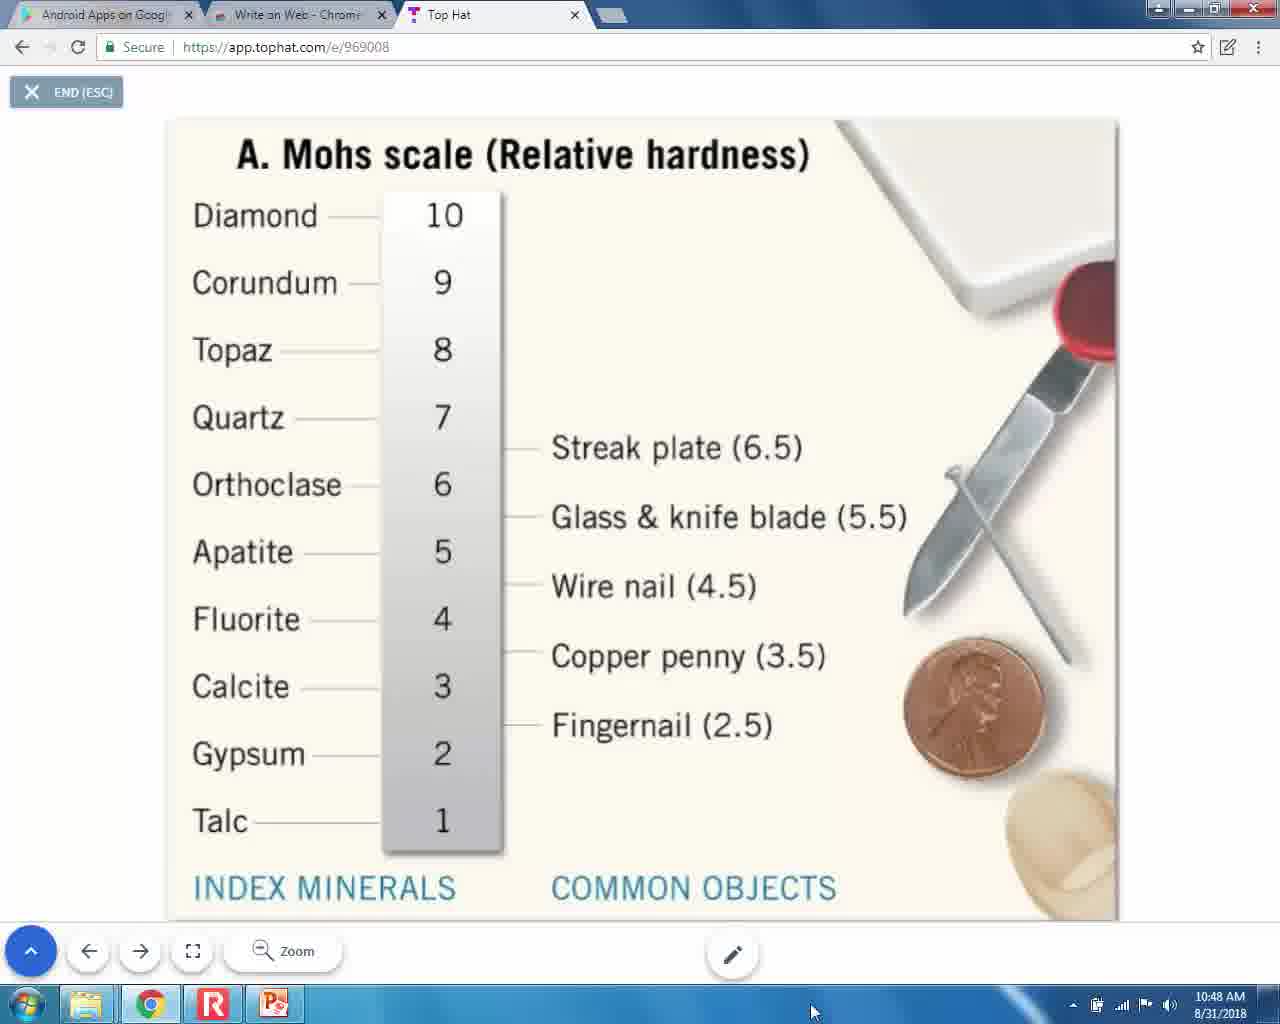 Android Apps on Googl
Write on Web - Chrome
Top Hat
Secure
https://app.tophat.com/e/969008
END (ESC)
A. Mohs scale (Relative hardness)
Diamond 10
Corundum 9
Topaz 8
Quartz 7
Streak plate (6.5)
Orthoclase 6
Glass & knife blade (5.5)
Apatite 5
Wire nail (4.5)
Fluorite 4
Copper penny (3.5)
Calcite 3
Fingernail (2.5)
Gypsum 2
Talc 1
INDEX MINERALS
COMMON OBJECTS
Zoom
10:48 AM
8/31/2018